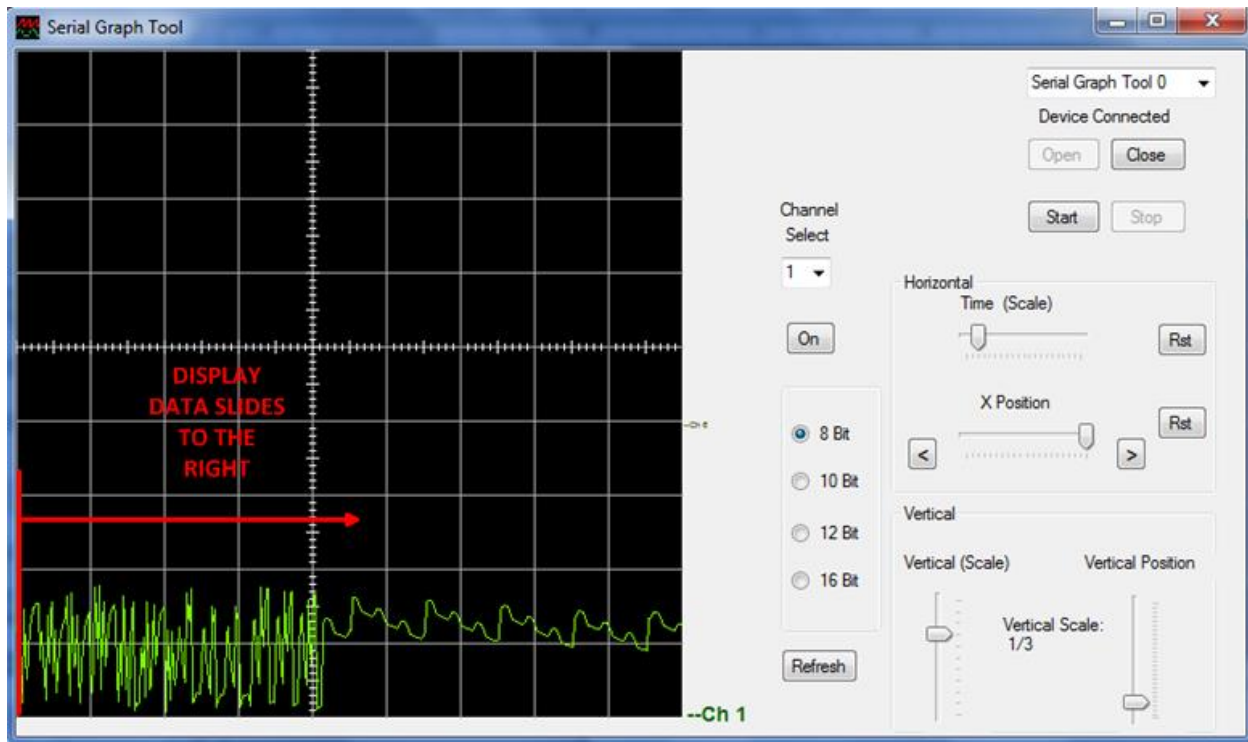 Serial Graph Tool
Serial Graph Tool 0
Device Connected
Open
Close
Start
Stop
Channel
Select
1
On
8 Bit
10 Bit
12 Bit
16 Bit
Refresh
Horizontal
Time (Scale)
Rst
X Position
Rst
<
>
Vertical
Vertical (Scale)
Vertical Position
Vertical Scale:
1/3
DISPLAY
DATA SLIDES
TO THE
RIGHT
--Ch 1